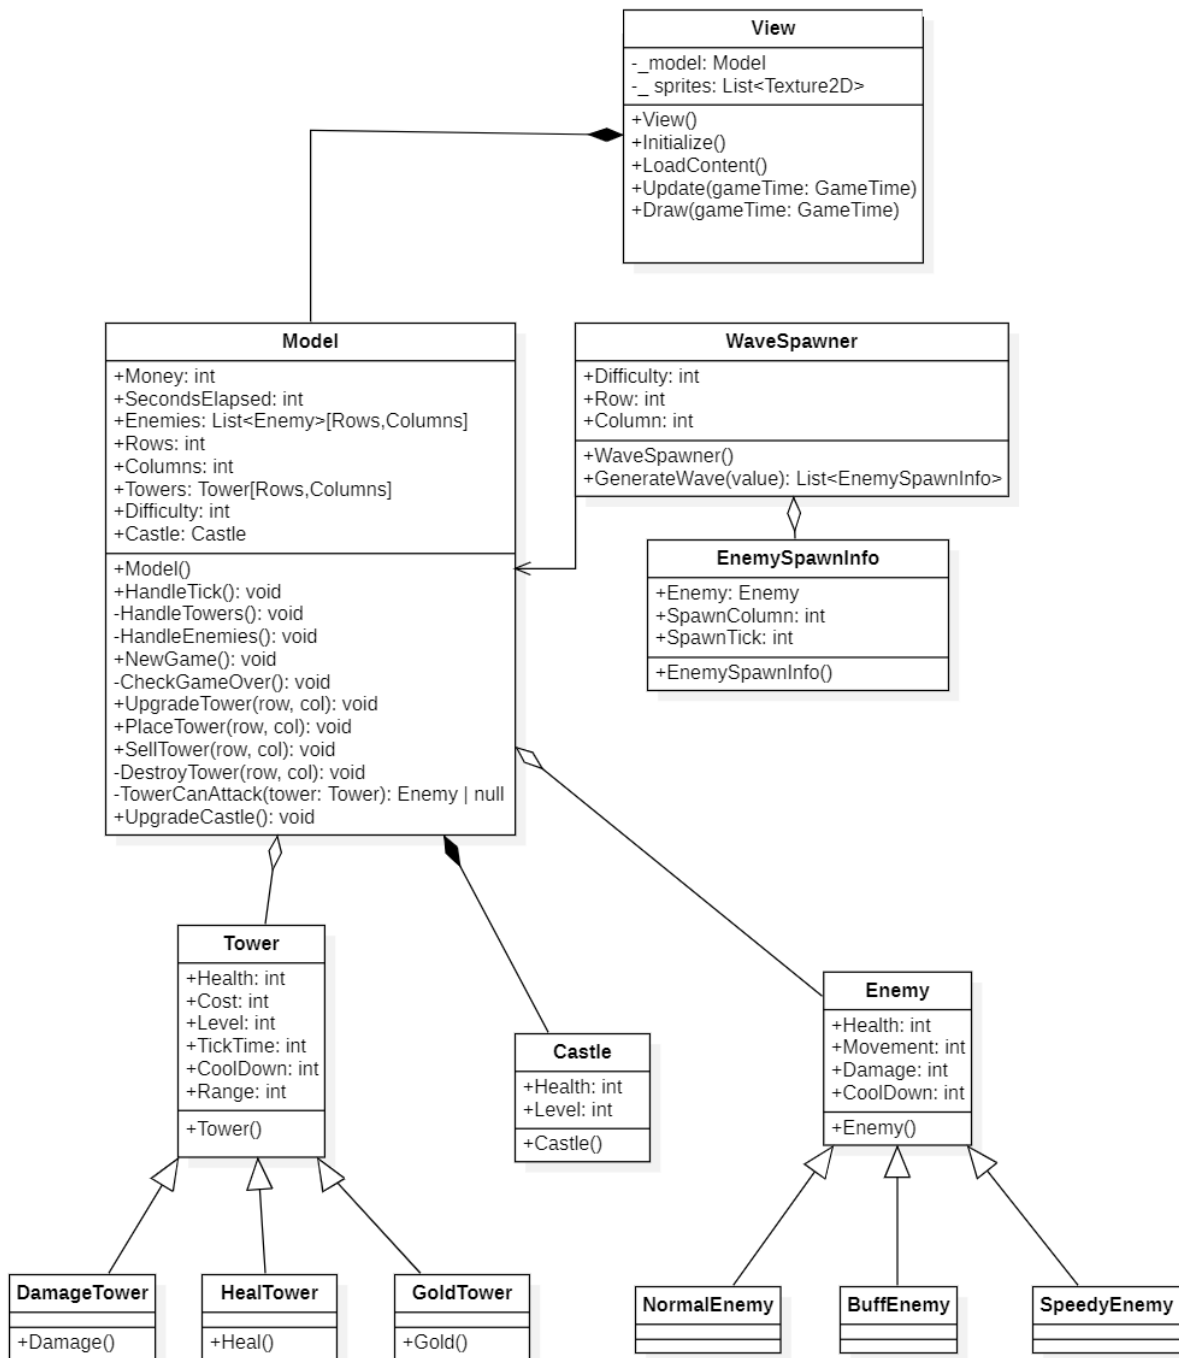 View
-_model: Model
-_ sprites: List<Texture2D>
+View()
+Initialize()
+LoadContent()
+Update(gameTime: GameTime)
+Draw(gameTime: GameTime)
Model
+Money: int
+SecondsElapsed: int
+Enemies: List<Enemy>[Rows,Columns]
+Rows: int
+Columns: int
+Towers: Tower[Rows,Columns]
+Difficulty: int
+Castle: Castle
+Model()
+HandleTick(): void
-HandleTowers(): void
-HandleEnemies(): void
+NewGame(): void
-CheckGameOver(): void
+UpgradeTower(row, col): void
+PlaceTower(row, col): void
+SellTower(row, col): void
-DestroyTower(row, col): void
-TowerCanAttack(tower: Tower): Enemy | null
+UpgradeCastle(): void
WaveSpawner
+Difficulty: int
+Row: int
+Column: int
+WaveSpawner()
+GenerateWave(value): List<EnemySpawnInfo>
EnemySpawnInfo
+Enemy: Enemy
+SpawnColumn: int
+SpawnTick: int
+EnemySpawnInfo()
Tower
+Health: int
+Cost: int
+Level: int
+TickTime: int
+CoolDown: int
+Range: int
+Tower()
Castle
+Health: int
+Level: int
+Castle()
Enemy
+Health: int
+Movement: int
+Damage: int
+CoolDown: int
+Enemy()
DamageTower
+Damage()
HealTower
+Heal()
GoldTower
+Gold()
NormalEnemy
BuffEnemy
SpeedyEnemy